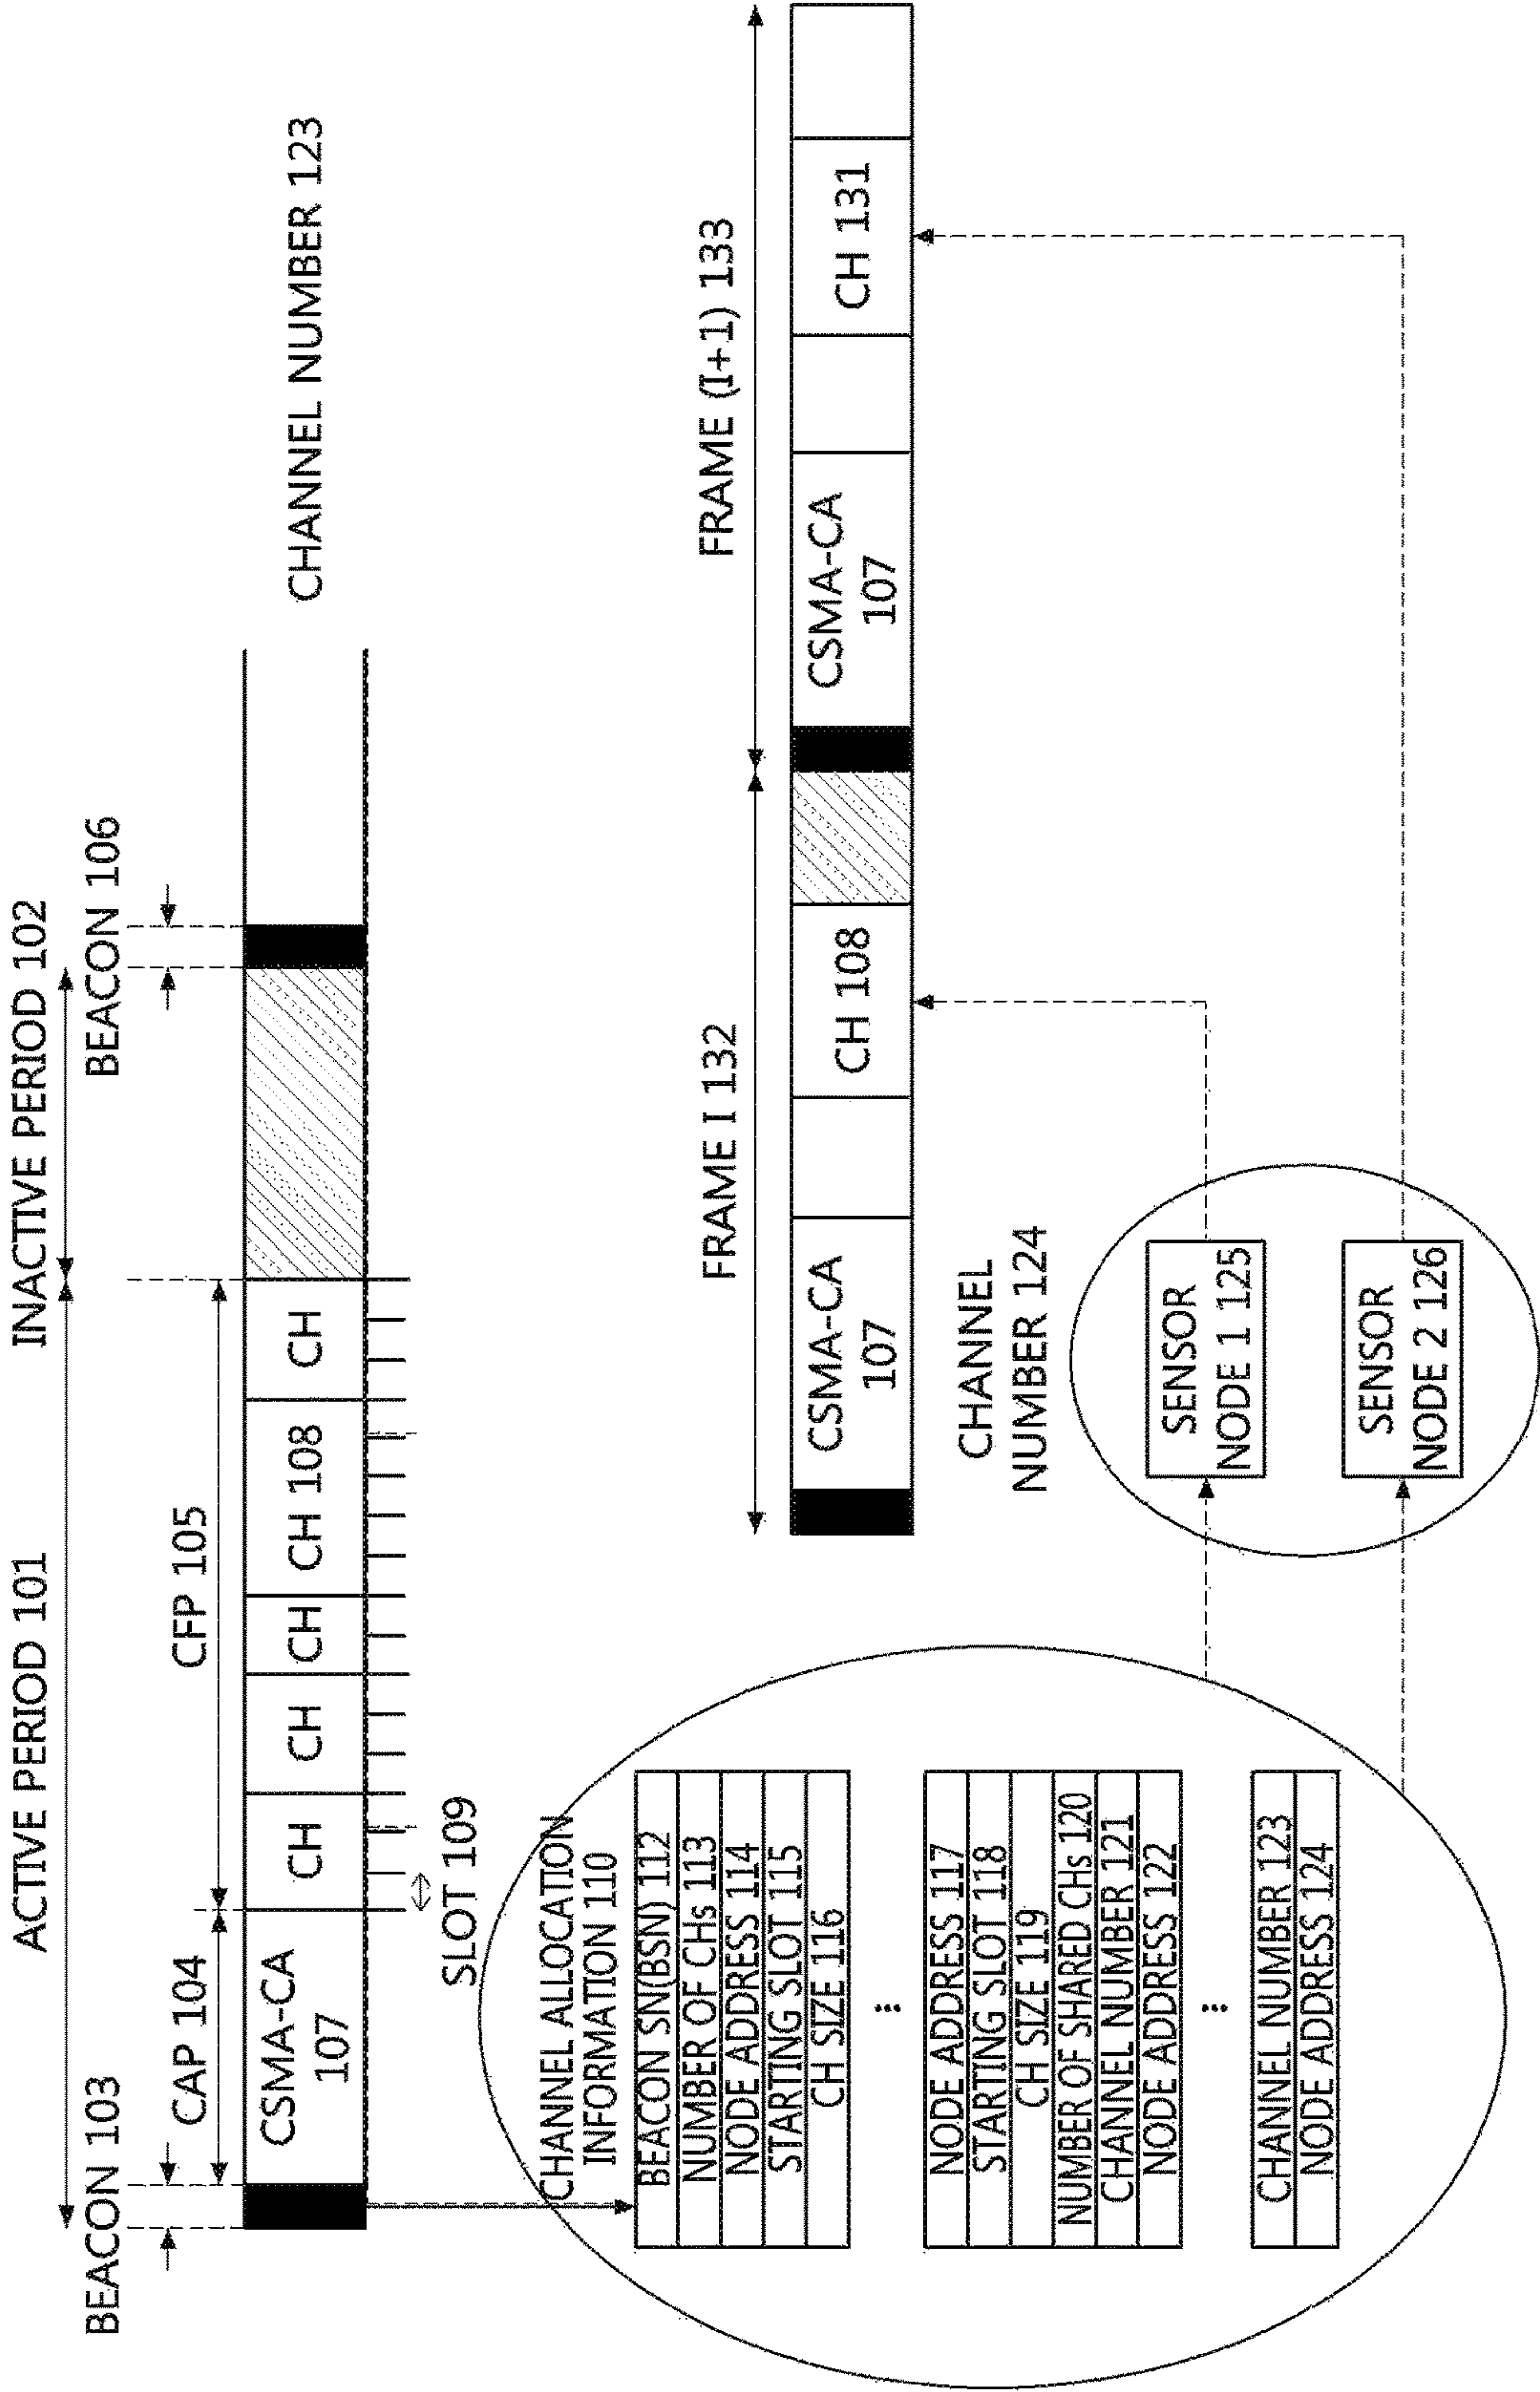 ACTIVE PERIOD 101
INACTIVE PERIOD 102
BEACON 103
CAP 104
CFP 105
BEACON 106
CSMA-CA
107
CH
CH
CH
CH 108
CH
CHANNEL NUMBER 123
SLOT 109
CHANNEL ALLOCATION
INFORMATION 110
BEACON SN(BSN) 112
NUMBER OF CHs 113
NODE ADDRESS 114
STARTING SLOT 115
CH SIZE 116
...
NODE ADDRESS 117
STARTING SLOT 118
CH SIZE 119
NUMBER OF SHARED CHs 120
CHANNEL NUMBER 121
NODE ADDRESS 122
...
CHANNEL NUMBER 123
NODE ADDRESS 124
FRAME I 132
FRAME (I+1) 133
CSMA-CA
107
CH 108
CSMA-CA
107
CH 131
CHANNEL
NUMBER 124
SENSOR
NODE 1 125
SENSOR
NODE 2 126